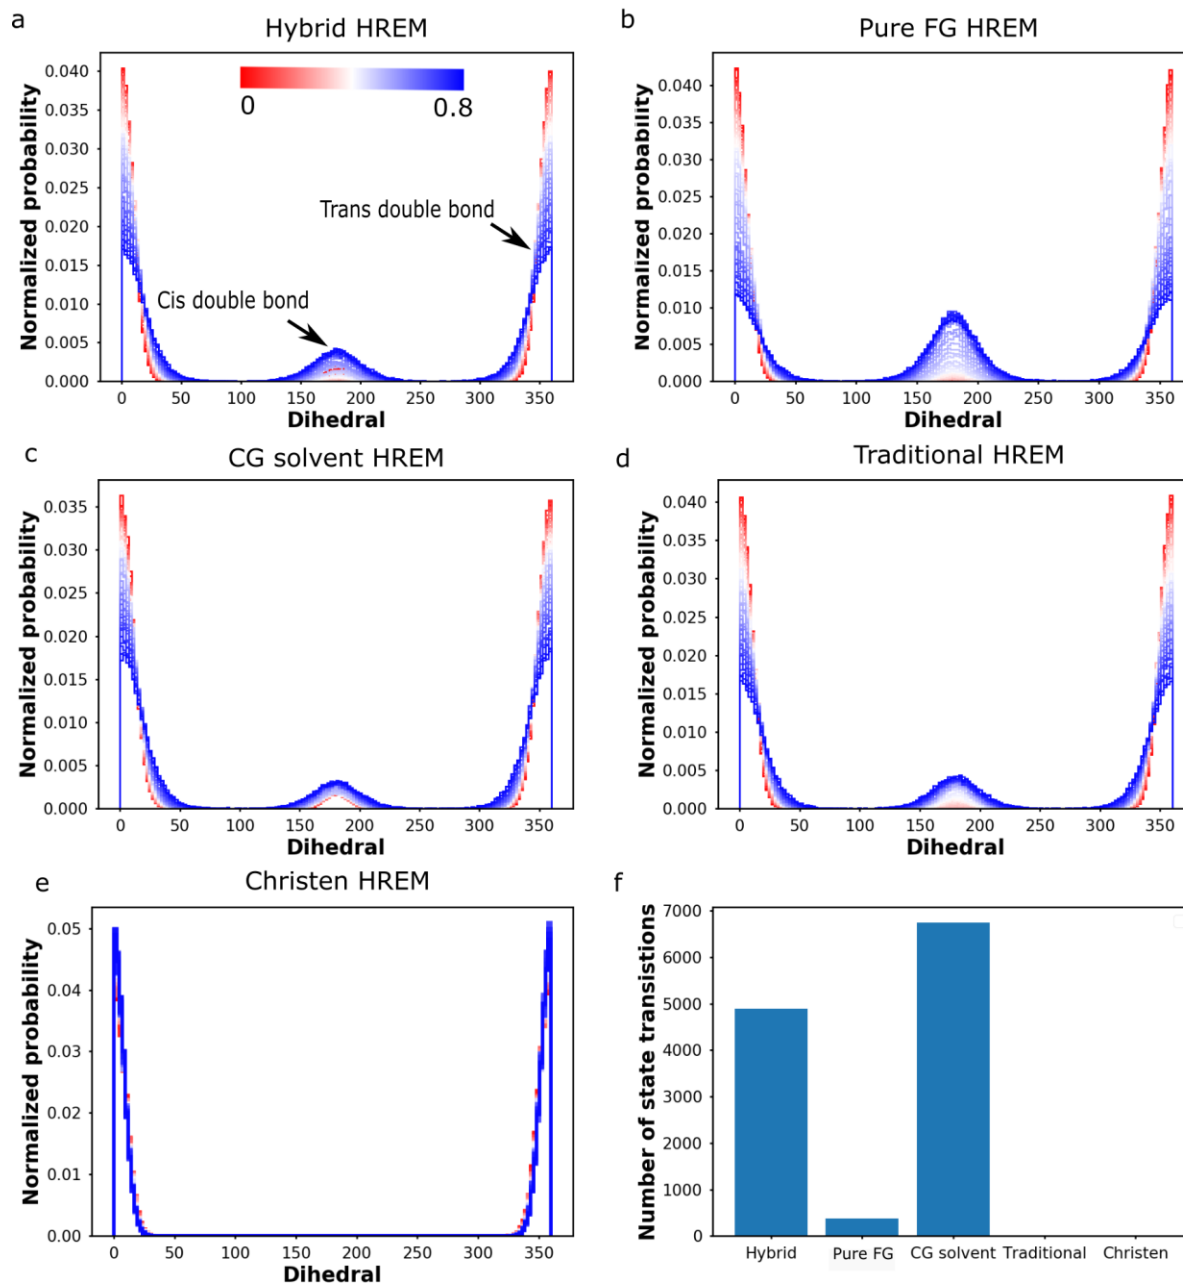 a
Hybrid HREM
Normalized probability
0.040
0.035
0.030
0.025
0.020
0.015
0.010
0.005
0.000
0
0.8
Trans double bond
Cis double bond
0 50 100 150 200 250 300 350
Dihedral
b
Pure FG HREM
Normalized probability
0.040
0.035
0.030
0.025
0.020
0.015
0.010
0.005
0.000
0 50 100 150 200 250 300 350
Dihedral
c
CG solvent HREM
Normalized probability
0.035
0.030
0.025
0.020
0.015
0.010
0.005
0.000
0 50 100 150 200 250 300 350
Dihedral
d
Traditional HREM
Normalized probability
0.040
0.035
0.030
0.025
0.020
0.015
0.010
0.005
0.000
0 50 100 150 200 250 300 350
Dihedral
e
Christen HREM
Normalized probability
0.05
0.04
0.03
0.02
0.01
0.00
0 50 100 150 200 250 300 350
Dihedral
f
Number of state transistions
7000
6000
5000
4000
3000
2000
1000
0
Hybrid Pure FG CG solvent Traditional Christen